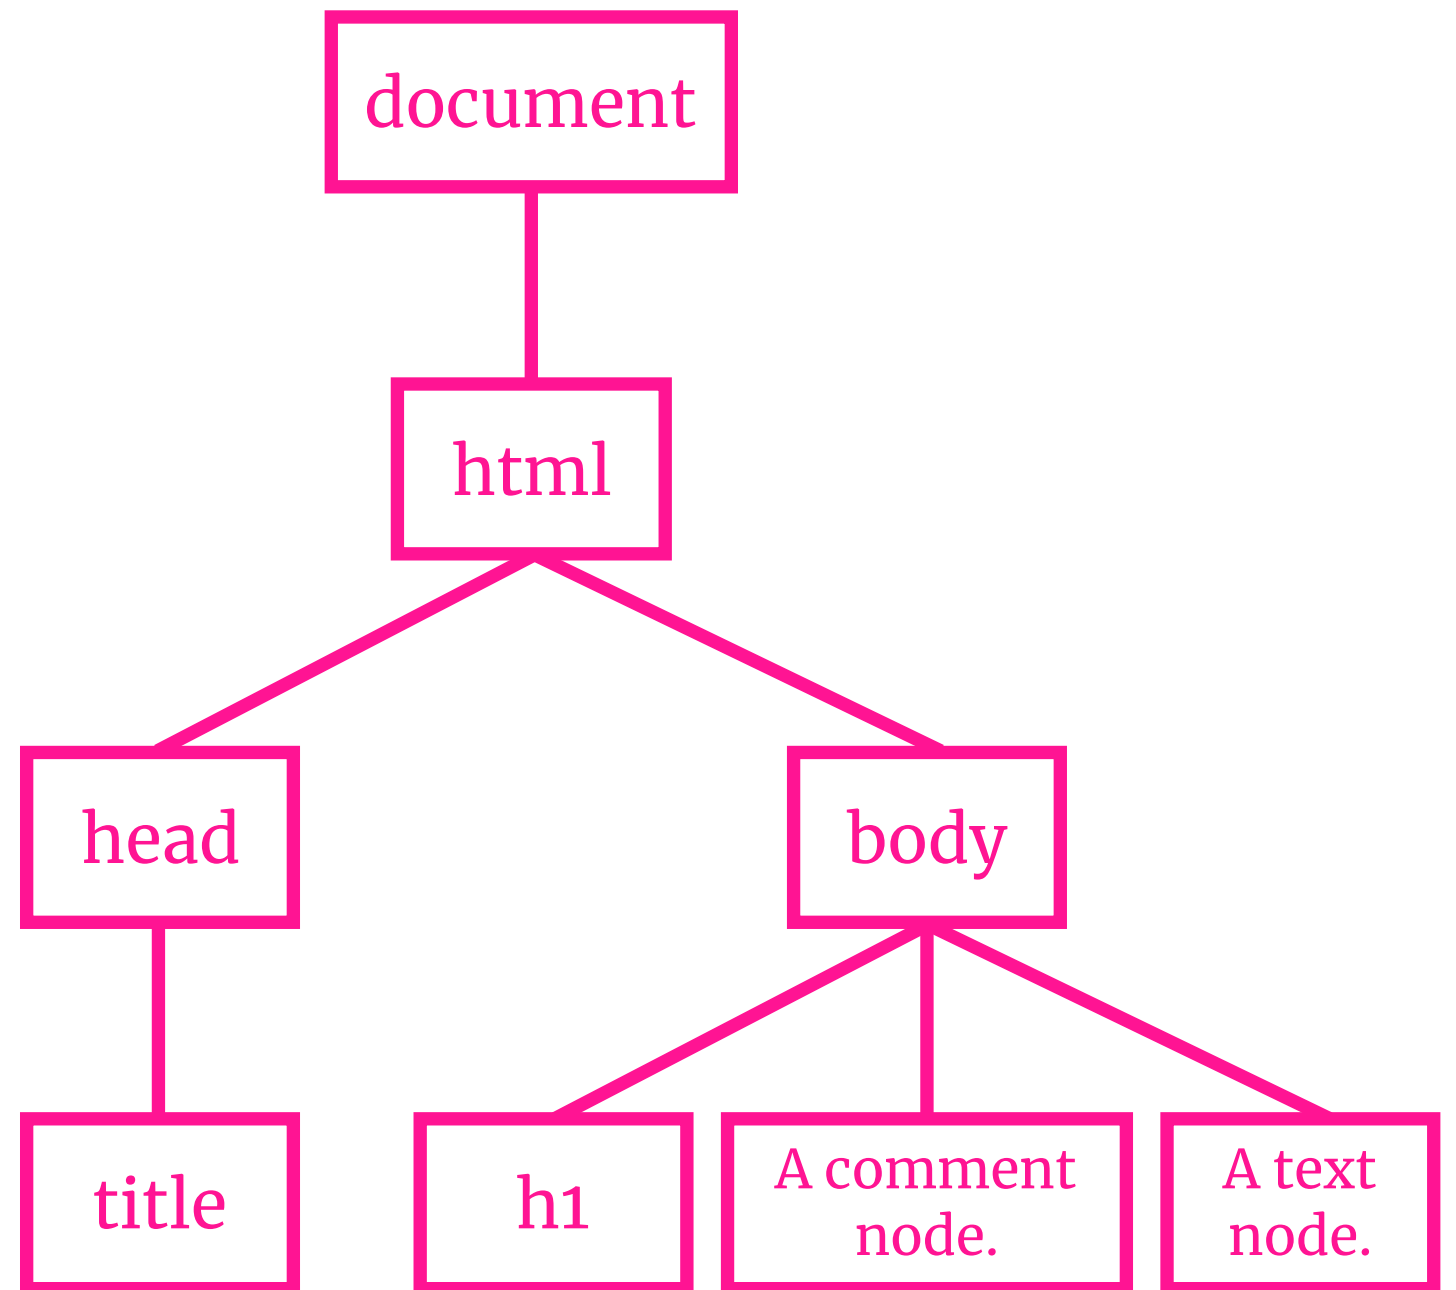 document
html
head
body
title
h1
A comment
node.
A text
node.